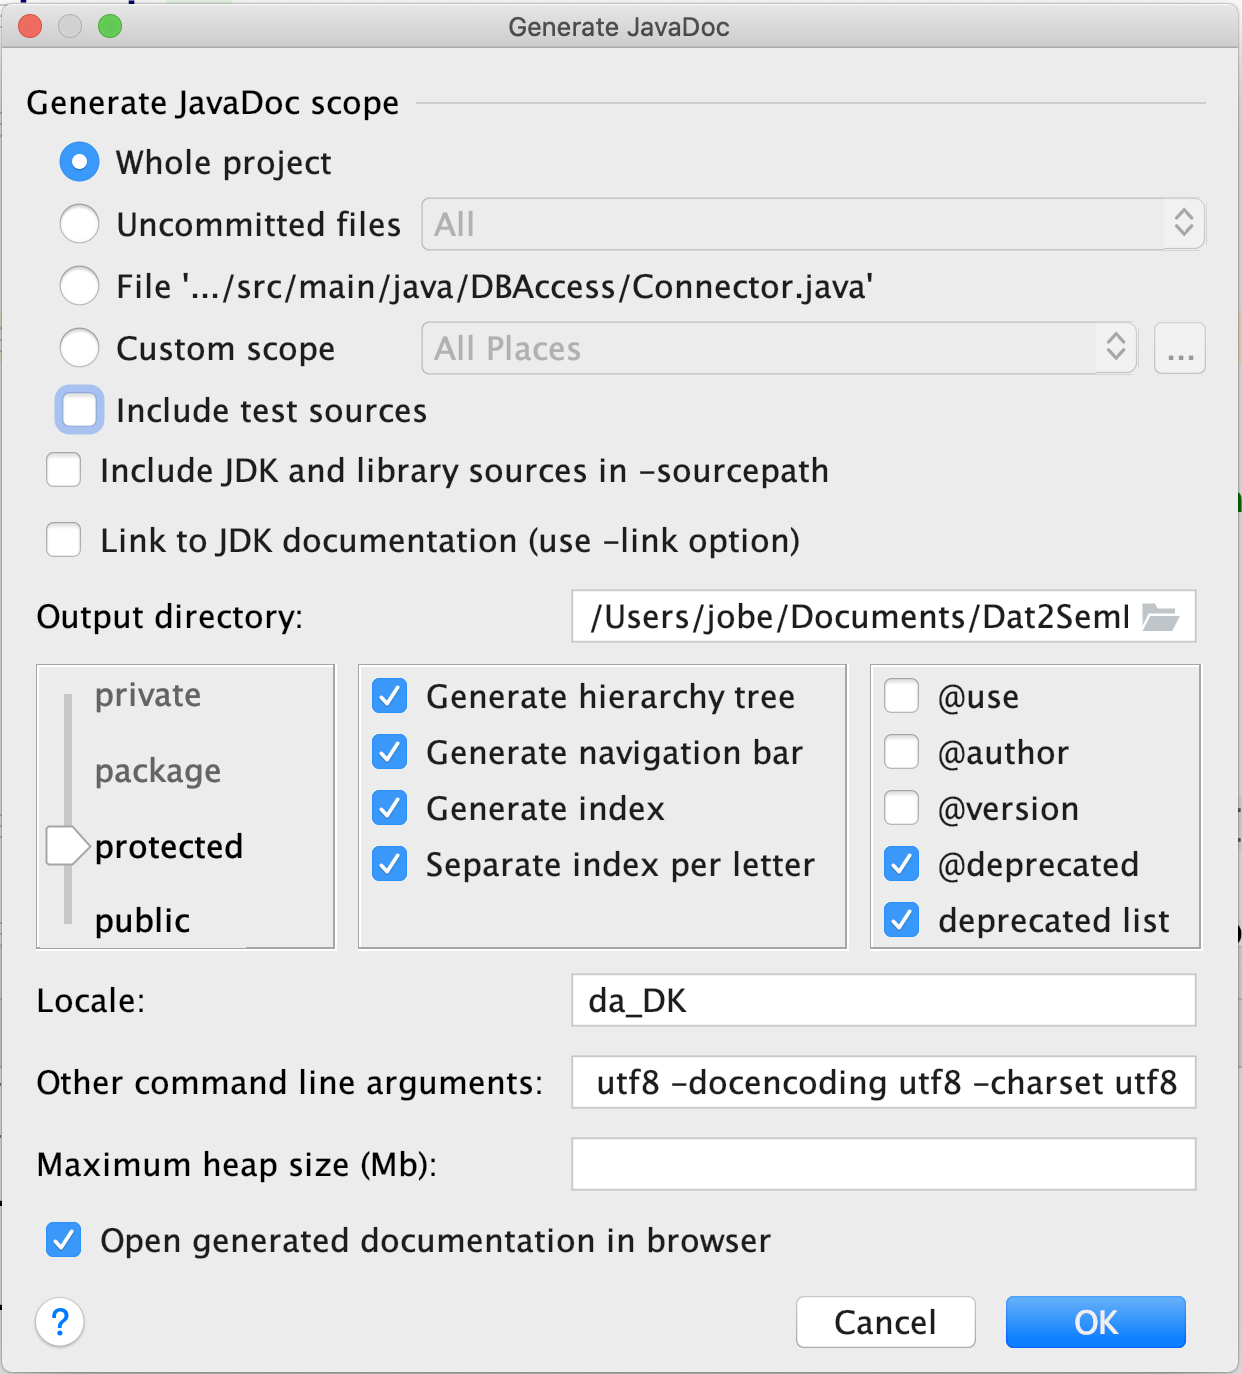 Generate JavaDoc
Generate JavaDoc scope
Whole project
Uncommitted files All
File '.../src/main/java/DBAccess/Connector.java'
Custom scope All Places ...
Include test sources
Include JDK and library sources in -sourcepath
Link to JDK documentation (use -link option)
Output directory: /Users/jobe/Documents/Dat2Seml
private
package
protected
public
Generate hierarchy tree
Generate navigation bar
Generate index
Separate index per letter
@use
@author
@version
@deprecated
deprecated list
Locale: da_DK
Other command line arguments: utf8 -docencoding utf8 -charset utf8
Maximum heap size (Mb):
Open generated documentation in browser
? Cancel OK